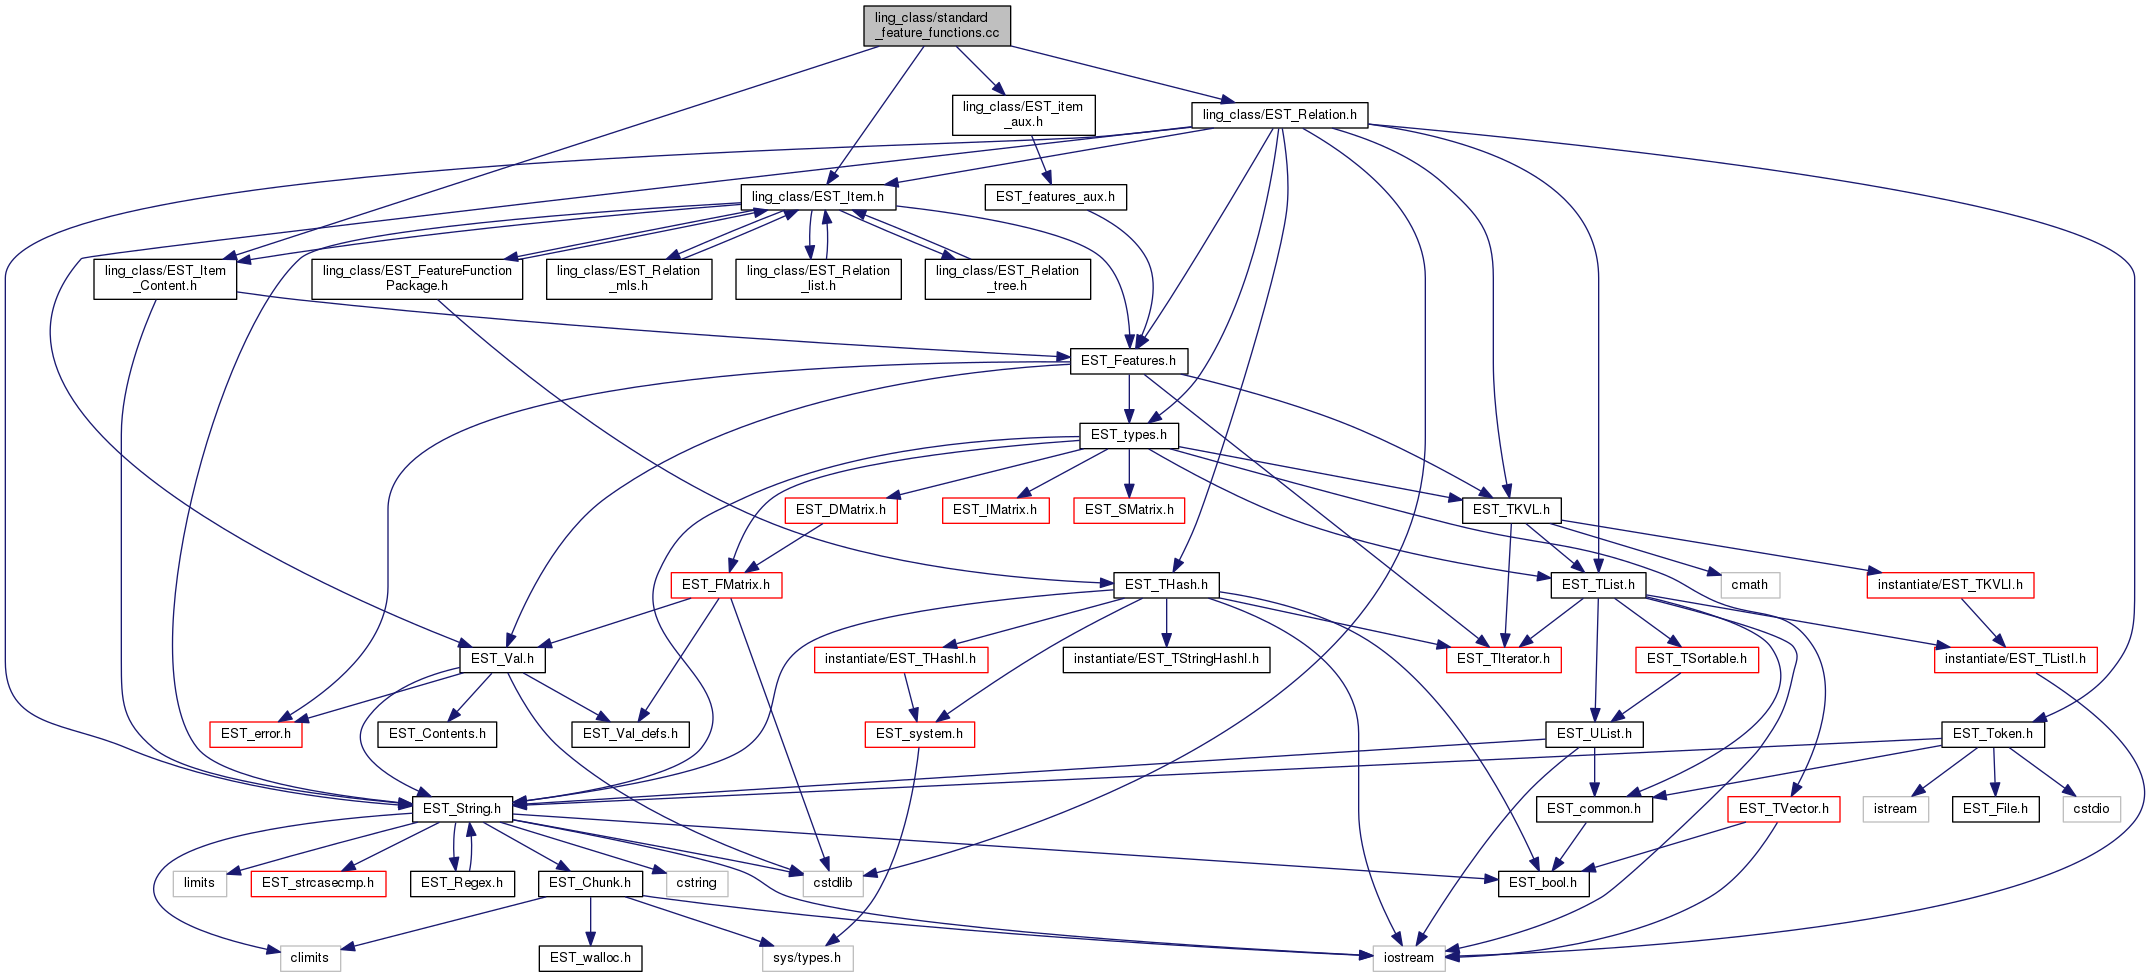 ling_class/standard
_feature_functions.cc
ling_class/EST_item
_aux.h
ling_class/EST_Relation.h
ling_class/EST_Item.h
EST_features_aux.h
ling_class/EST_Item
_Content.h
ling_class/EST_FeatureFunction
Package.h
ling_class/EST_Relation
_mls.h
ling_class/EST_Relation
_list.h
ling_class/EST_Relation
_tree.h
EST_Features.h
EST_types.h
EST_DMatrix.h
EST_IMatrix.h
EST_SMatrix.h
EST_TKVL.h
EST_FMatrix.h
EST_THash.h
EST_TList.h
cmath
instantiate/EST_TKVLI.h
EST_Val.h
instantiate/EST_THashI.h
instantiate/EST_TStringHashI.h
EST_TIterator.h
EST_TSortable.h
instantiate/EST_TListI.h
EST_error.h
EST_Contents.h
EST_Val_defs.h
EST_system.h
EST_UList.h
EST_Token.h
EST_String.h
EST_common.h
EST_TVector.h
istream
EST_File.h
cstdio
limits
EST_strcasecmp.h
EST_Regex.h
EST_Chunk.h
cstring
cstdlib
EST_bool.h
climits
EST_walloc.h
sys/types.h
iostream